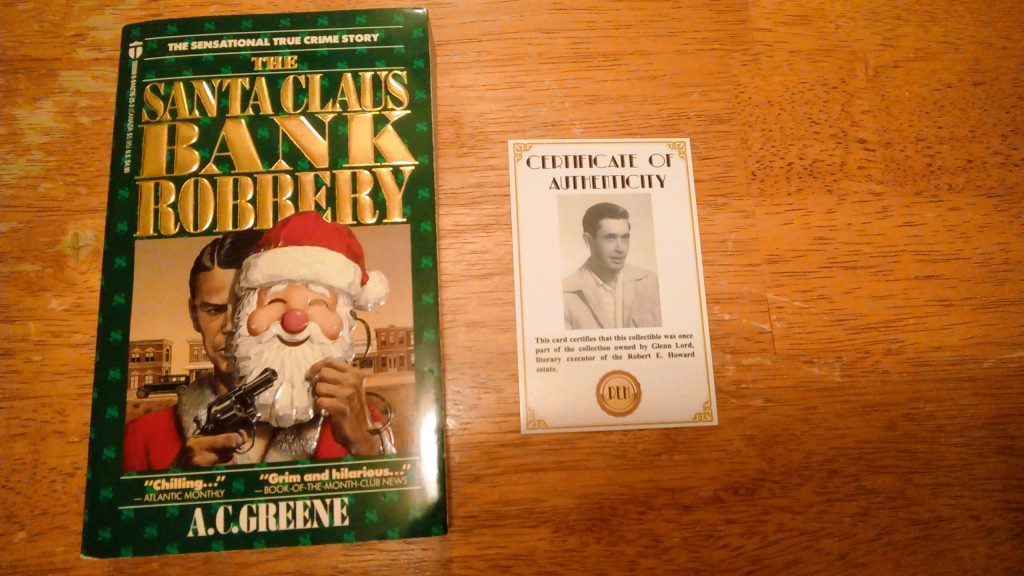 THE SENSATIONAL TRUE CRIME STORY
THE
SANTA CLAUS
BANK
ROBBERY
"Chilling..."
— ATLANTIC MONTHLY
"Grim and hilarious..."
— BOOK-OF-THE-MONTH-CLUB NEWS
A.C.GREENE
CERTIFICATE OF
AUTHENTICITY
This card certifies that this collectible was once
part of the collection owned by Glenn Lord,
literary executor of the Robert E. Howard
estate.
REH